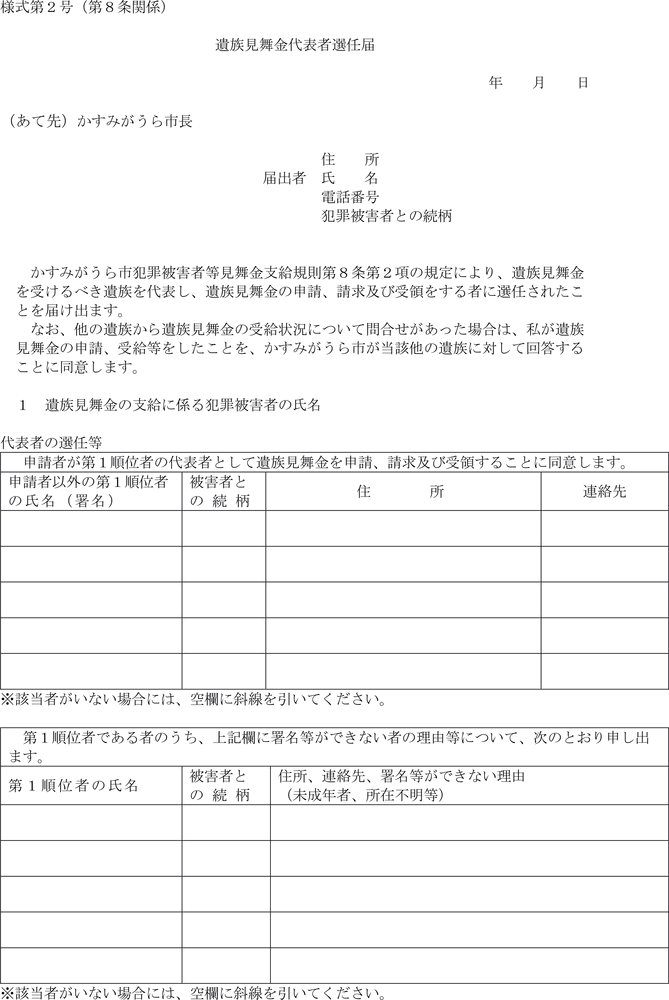 様式第２号（第８条関係）
遺族見舞金代表者選任届
年　　月　　日
（あて先）かすみがうら市長
住　　所
届出者　氏　　名
電話番号
犯罪被害者との続柄
かすみがうら市犯罪被害者等見舞金支給規則第８条第２項の規定により、遺族見舞金
を受けるべき遺族を代表し、遺族見舞金の申請、請求及び受領をする者に選任されたこ
とを届け出ます。
なお、他の遺族から遺族見舞金の受給状況について問合せがあった場合は、私が遺族
見舞金の申請、受給等をしたことを、かすみがうら市が当該他の遺族に対して回答する
ことに同意します。
１　遺族見舞金の支給に係る犯罪被害者の氏名
代表者の選任等
申請者が第１順位者の代表者として遺族見舞金を申請、請求及び受領することに同意します。
申請者以外の第１順位者
の氏名（署名）
被害者と
の続柄
住　　　　所
連絡先
※該当者がいない場合には、空欄に斜線を引いてください。
第１順位者である者のうち、上記欄に署名等ができない者の理由等について、次のとおり申し出
ます。
第１順位者の氏名
被害者と
の続柄
住所、連絡先、署名等ができない理由
（未成年者、所在不明等）
※該当者がいない場合には、空欄に斜線を引いてください。